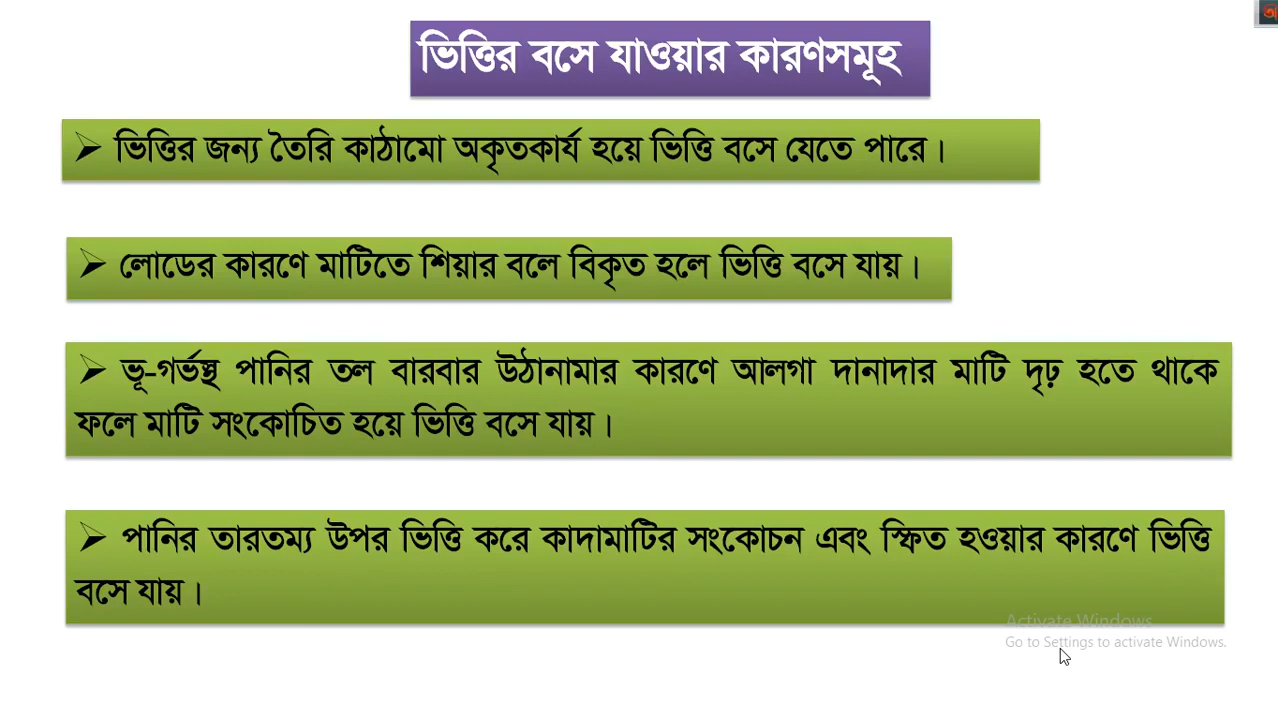 ভিত্তির বসে যাওয়ার কারণসমূহ
➢ ভিত্তির জন্য তৈরি কাঠামো অকৃতকার্য হয়ে ভিত্তি বসে যেতে পারে।
➢ লোডের কারণে মাটিতে শিয়ার বলে বিকৃত হলে ভিত্তি বসে যায়।
➢ ভূ-গর্ভস্থ পানির তল বারবার উঠানামার কারণে আলগা দানাদার মাটি দৃঢ় হতে থাকে
ফলে মাটি সংকোচিত হয়ে ভিত্তি বসে যায়।
➢ পানির তারতম্য উপর ভিত্তি করে কাদামাটির সংকোচন এবং স্ফিত হওয়ার কারণে ভিত্তি
বসে যায়।
Activate Windows
Go to Settings to activate Windows.